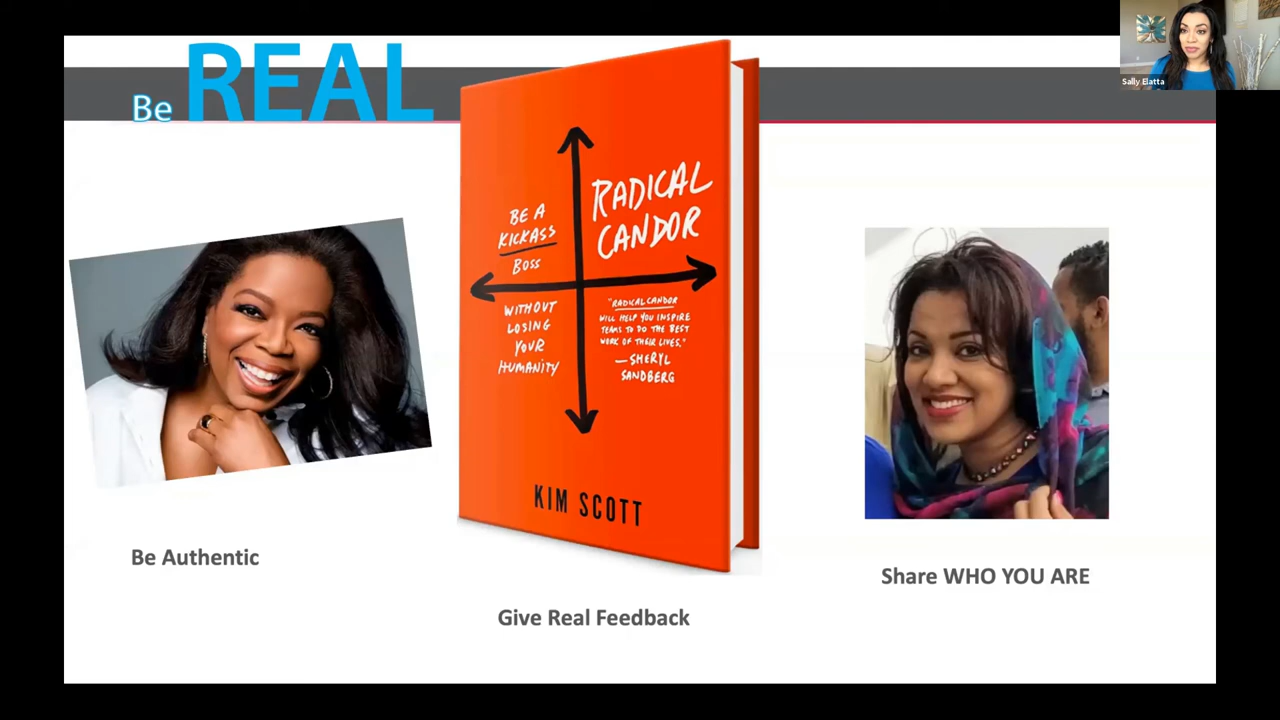 Be REAL
Sally Elatta
RADICAL
CANDOR
BE A
KICKASS
BOSS
WITHOUT
LOSING
YOUR
HUMANITY
"RADICAL CANDOR
WILL HELP YOU INSPIRE
TEAMS TO DO THE BEST
WORK OF THEIR LIVES."
—SHERYL
SANDBERG
KIM SCOTT
Be Authentic
Give Real Feedback
Share WHO YOU ARE